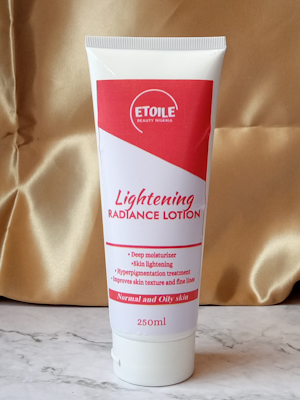 ETOILE
BEAUTY NIGERIA
Lightening
RADIANCE LOTION
• Deep moisturizer
•Skin lightening
• Hyperpigmentation treatment
•Improves skin texture and fine lines
Normal and Oily skin
250ml